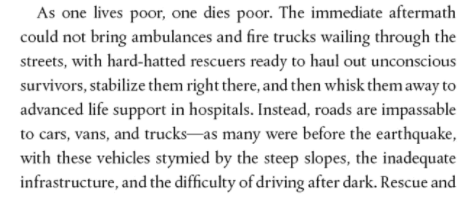 As one lives poor, one dies poor. The immediate aftermath
could not bring ambulances and fire trucks wailing through the
streets, with hard-hatted rescuers ready to haul out unconscious
survivors, stabilize them right there, and then whisk them away to
advanced life support in hospitals. Instead, roads are impassable
to cars, vans, and trucks—as many were before the earthquake,
with these vehicles stymied by the steep slopes, the inadequate
infrastructure, and the difficulty of driving after dark. Rescue and